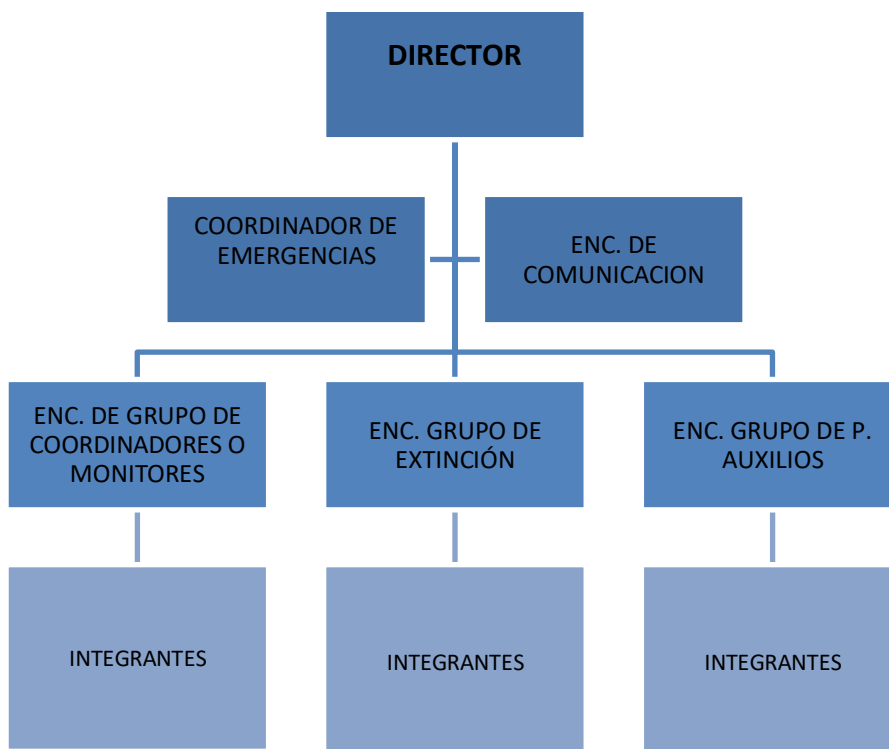 DIRECTOR
COORDINADOR DE
EMERGENCIAS
ENC. DE
COMUNICACION
ENC. DE GRUPO DE
COORDINADORES O
MONITORES
ENC. GRUPO DE
EXTINCIÓN
ENC. GRUPO DE P.
AUXILIOS
INTEGRANTES
INTEGRANTES
INTEGRANTES